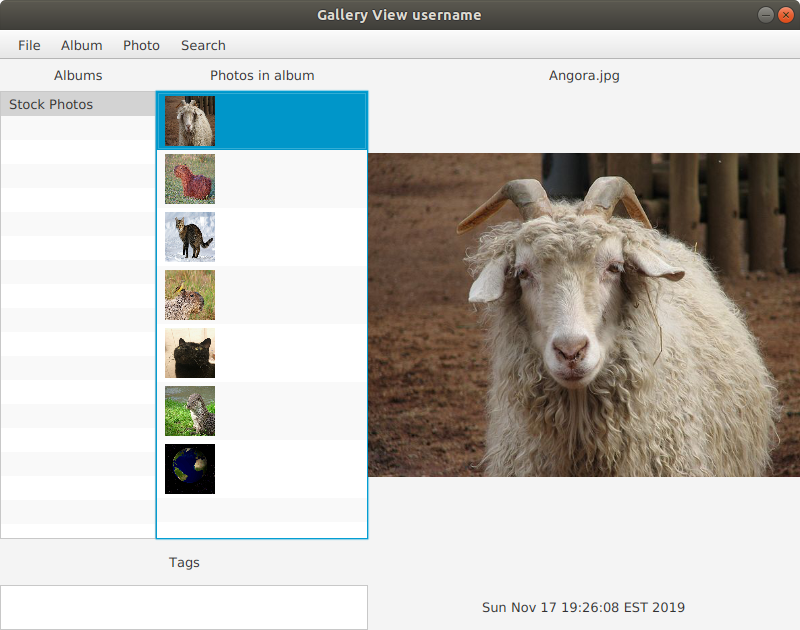 Gallery View username
File Album Photo Search
Albums Photos in album Angora.jpg
Stock Photos
Tags
Sun Nov 17 19:26:08 EST 2019